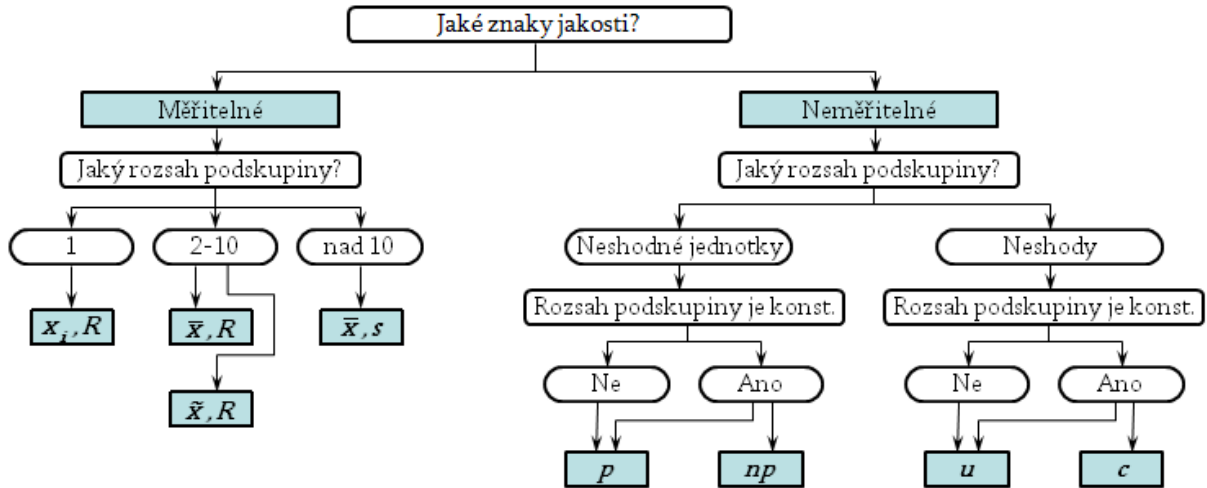 Jaké znaky jakosti?
Měřitelné
Neměřitelné
Jaký rozsah podskupiny?
Jaký rozsah podskupiny?
1
2-10
nad 10
Neshodné jednotky
Neshody
Rozsah podskupiny je konst.
Rozsah podskupiny je konst.
xᵢ, R
x̄, R
x̄, s
x̃, R
Ne
Ano
Ne
Ano
p
np
u
c